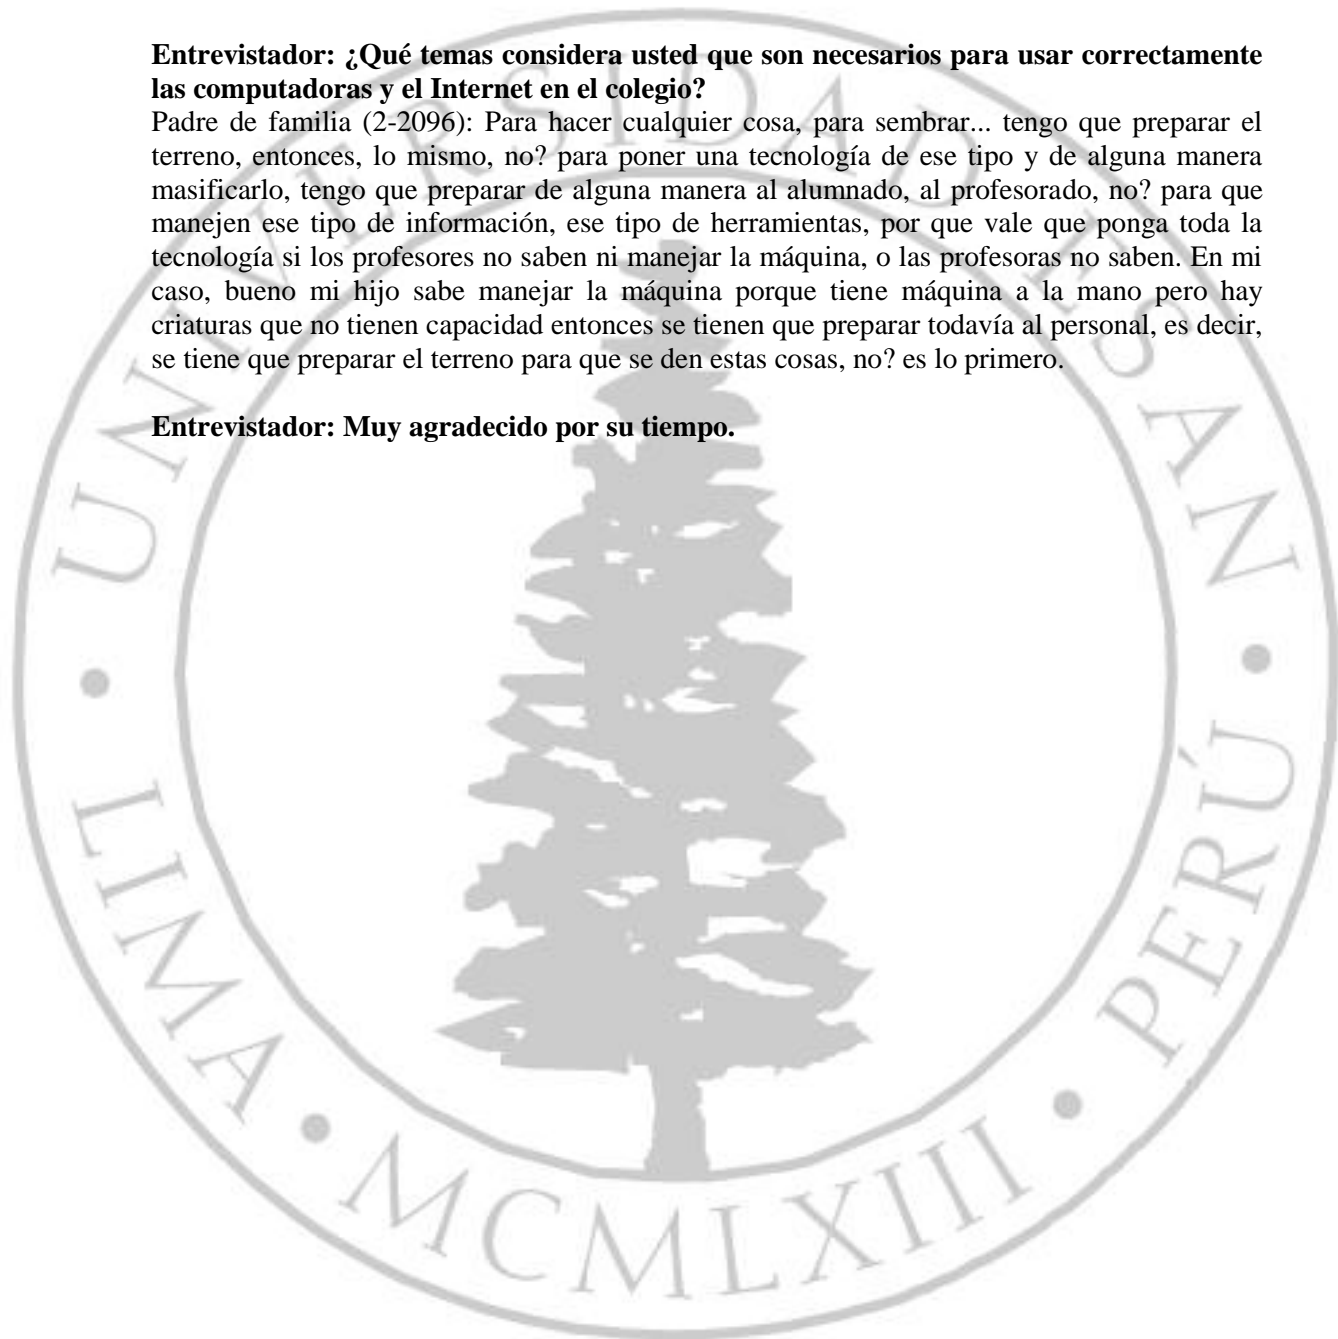 Entrevistador: ¿Qué temas considera usted que son necesarios para usar correctamente
las computadoras y el Internet en el colegio?
Padre de familia (2-2096): Para hacer cualquier cosa, para sembrar... tengo que preparar el
terreno, entonces, lo mismo, no? para poner una tecnología de ese tipo y de alguna manera
masificarlo, tengo que preparar de alguna manera al alumnado, al profesorado, no? para que
manejen ese tipo de información, ese tipo de herramientas, por que vale que ponga toda la
tecnología si los profesores no saben ni manejar la máquina, o las profesoras no saben. En mi
caso, bueno mi hijo sabe manejar la máquina porque tiene máquina a la mano pero hay
criaturas que no tienen capacidad entonces se tienen que preparar todavía al personal, es decir,
se tiene que preparar el terreno para que se den estas cosas, no? es lo primero.
Entrevistador: Muy agradecido por su tiempo.
UNIVERSIDAD ESAN
LIMA • MCMLXIII • PERÚ